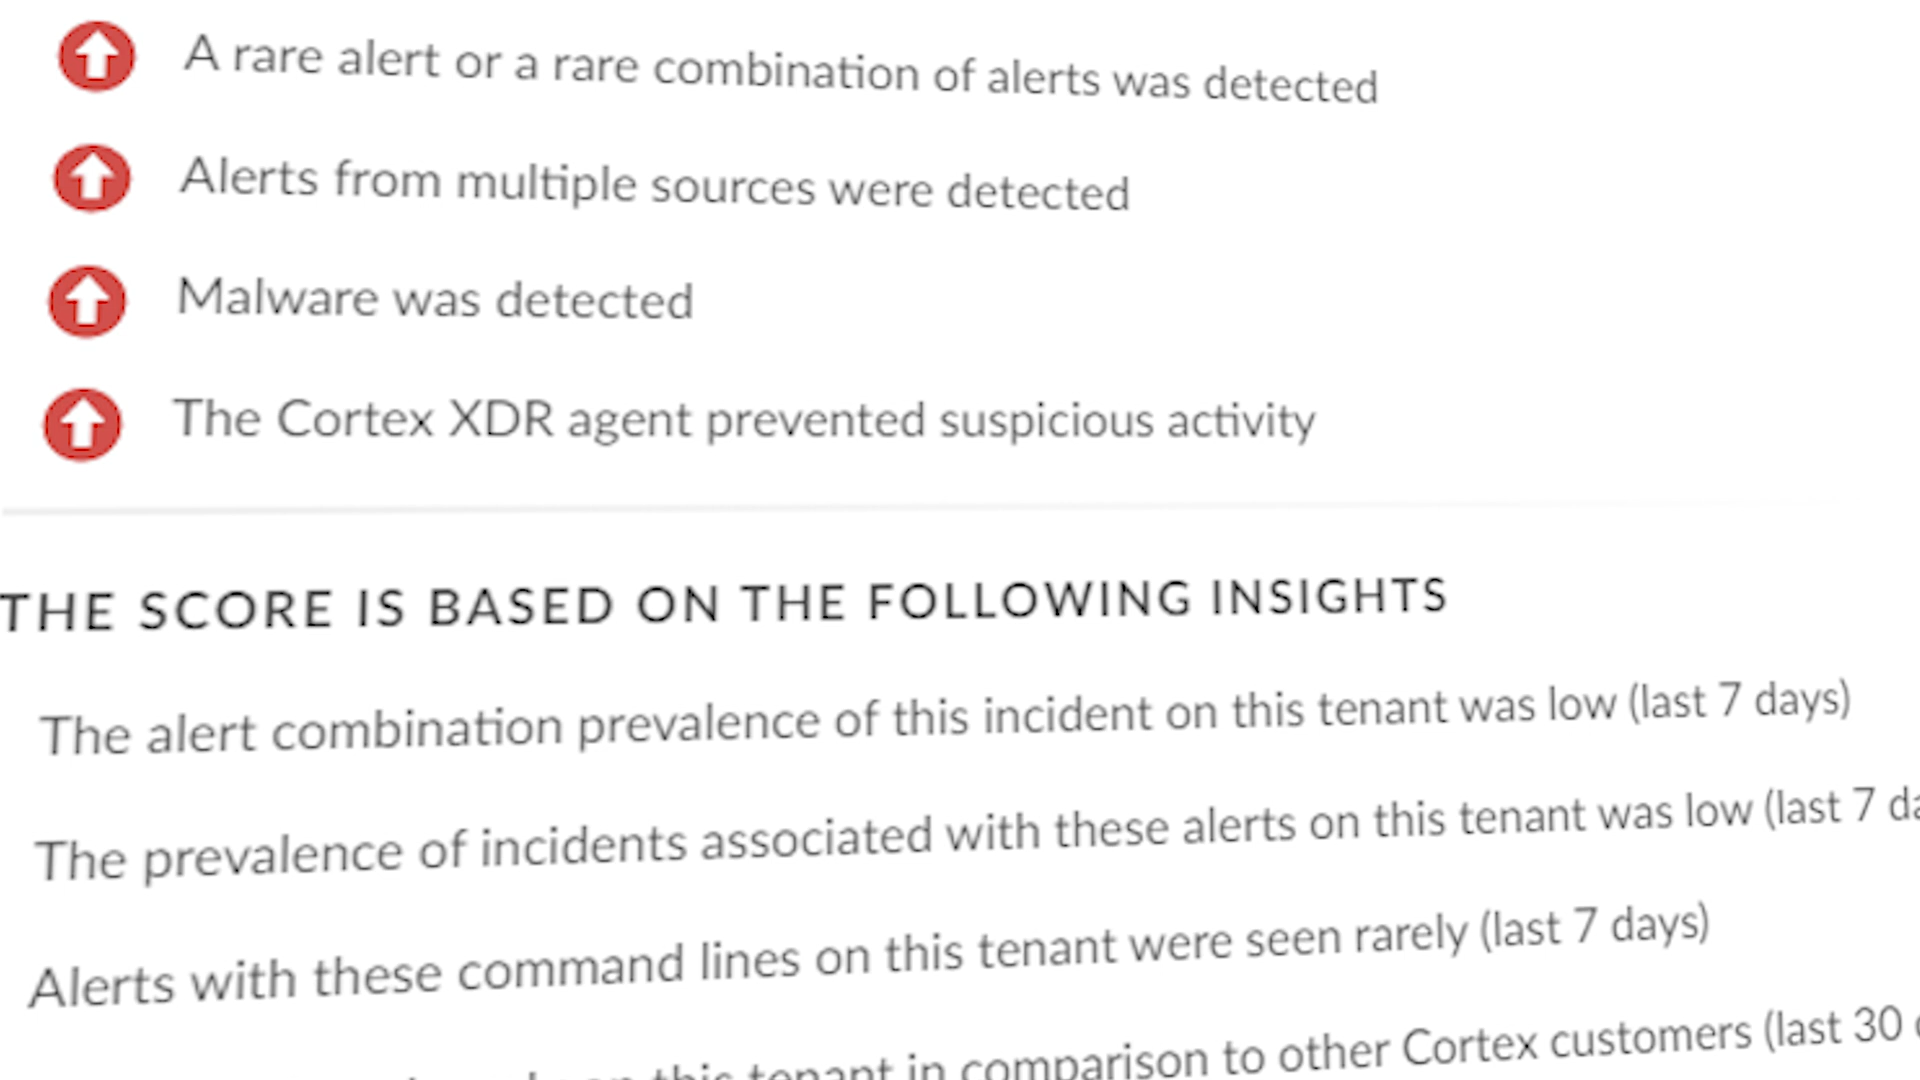 A rare alert or a rare combination of alerts was detected
Alerts from multiple sources were detected
Malware was detected
The Cortex XDR agent prevented suspicious activity
THE SCORE IS BASED ON THE FOLLOWING INSIGHTS
The alert combination prevalence of this incident on this tenant was low (last 7 days)
The prevalence of incidents associated with these alerts on this tenant was low (last 7
Alerts with these command lines on this tenant were seen rarely (last 7 days)
this tenant in comparison to other Cortex customers (last 30